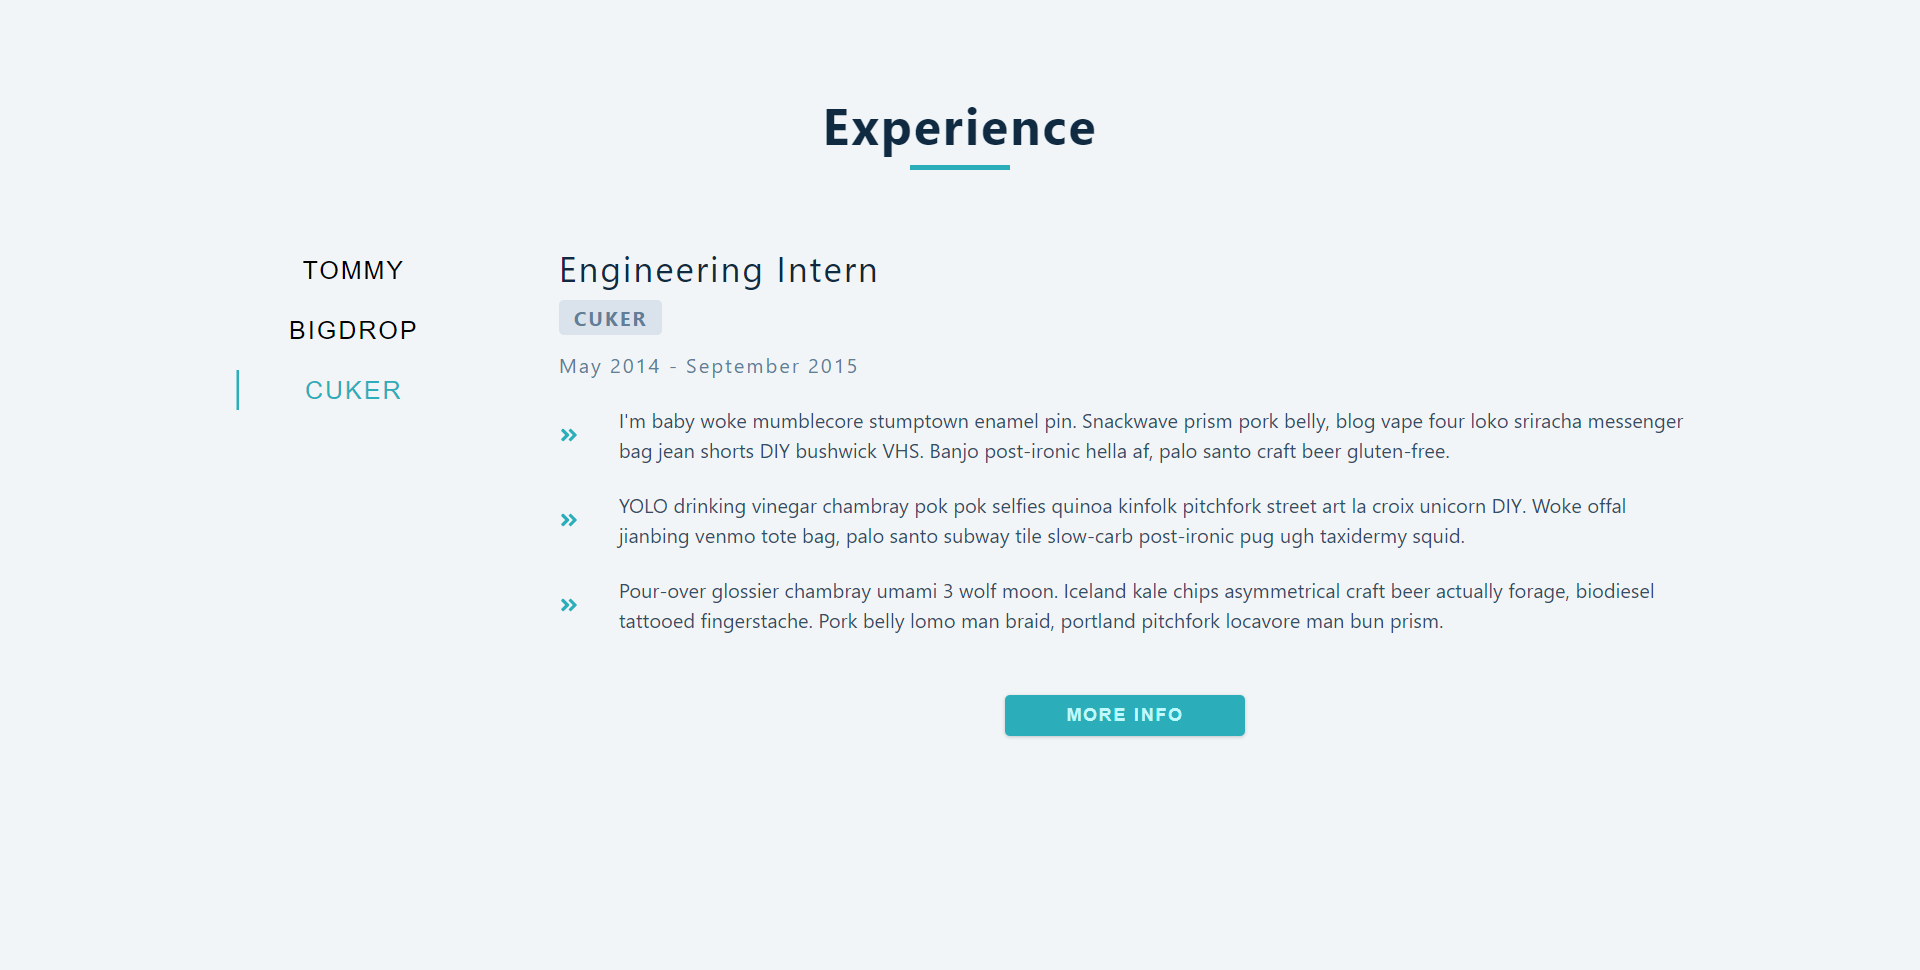 Experience
TOMMY
BIGDROP
CUKER
Engineering Intern
CUKER
May 2014 - September 2015
I'm baby woke mumblecore stumptown enamel pin. Snackwave prism pork belly, blog vape four loko sriracha messenger
bag jean shorts DIY bushwick VHS. Banjo post-ironic hella af, palo santo craft beer gluten-free.
YOLO drinking vinegar chambray pok pok selfies quinoa kinfolk pitchfork street art la croix unicorn DIY. Woke offal
jianbing venmo tote bag, palo santo subway tile slow-carb post-ironic pug ugh taxidermy squid.
Pour-over glossier chambray umami 3 wolf moon. Iceland kale chips asymmetrical craft beer actually forage, biodiesel
tattooed fingerstache. Pork belly lomo man braid, portland pitchfork locavore man bun prism.
MORE INFO